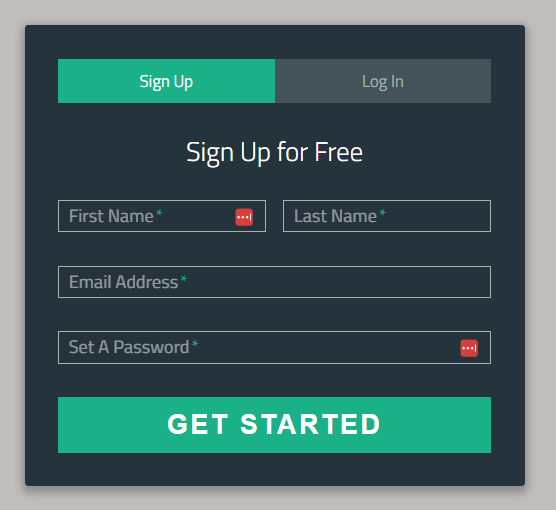 Sign Up Log In
Sign Up for Free
First Name* Last Name*
Email Address*
Set A Password*
GET STARTED